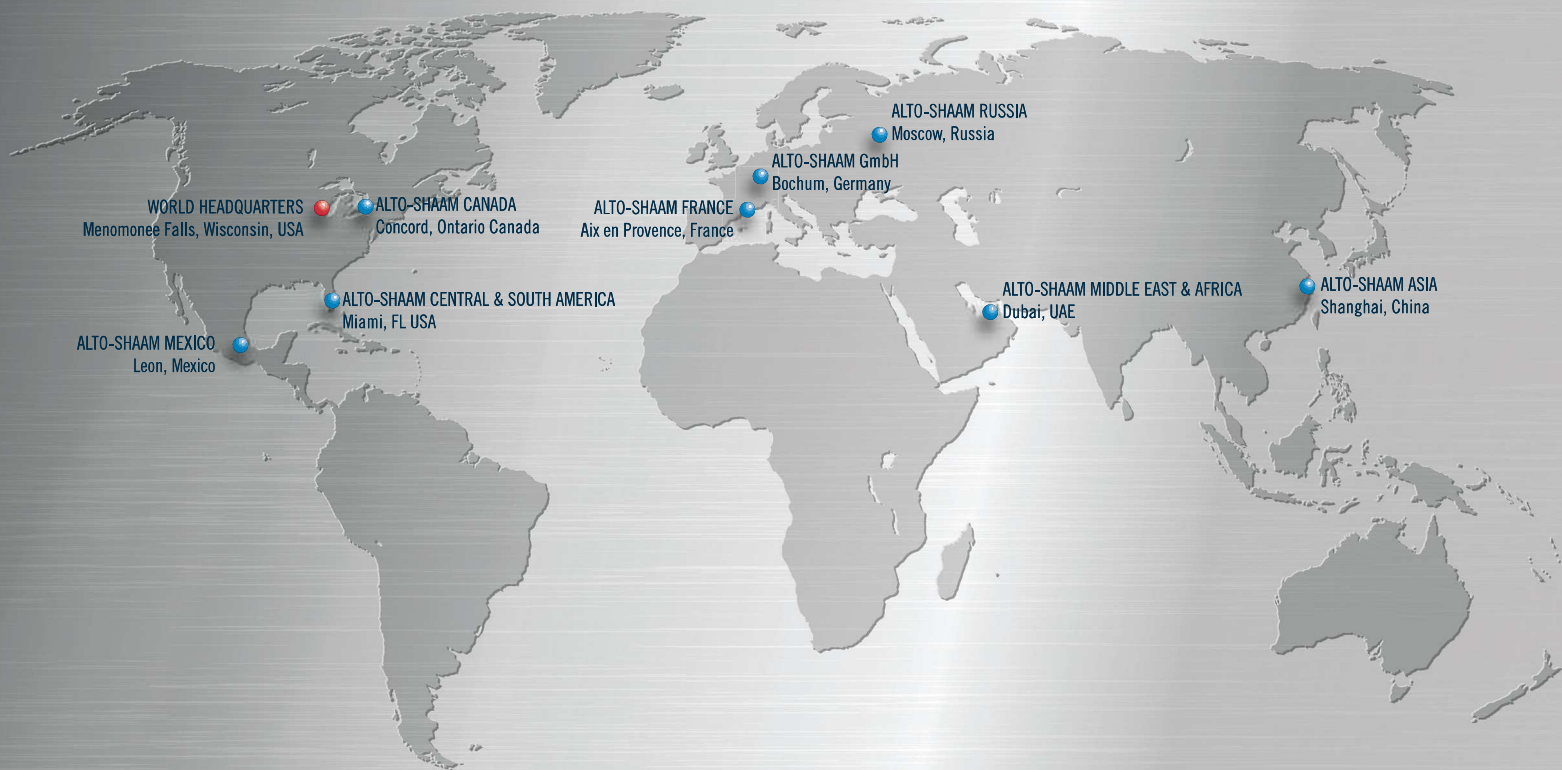 ALTO-SHAAM RUSSIA
Moscow, Russia
ALTO-SHAAM GmbH
Bochum, Germany
WORLD HEADQUARTERS
Menomonee Falls, Wisconsin, USA
ALTO-SHAAM CANADA
Concord, Ontario Canada
ALTO-SHAAM FRANCE
Aix en Provence, France
ALTO-SHAAM CENTRAL & SOUTH AMERICA
Miami, FL USA
ALTO-SHAAM MIDDLE EAST & AFRICA
Dubai, UAE
ALTO-SHAAM ASIA
Shanghai, China
ALTO-SHAAM MEXICO
Leon, Mexico